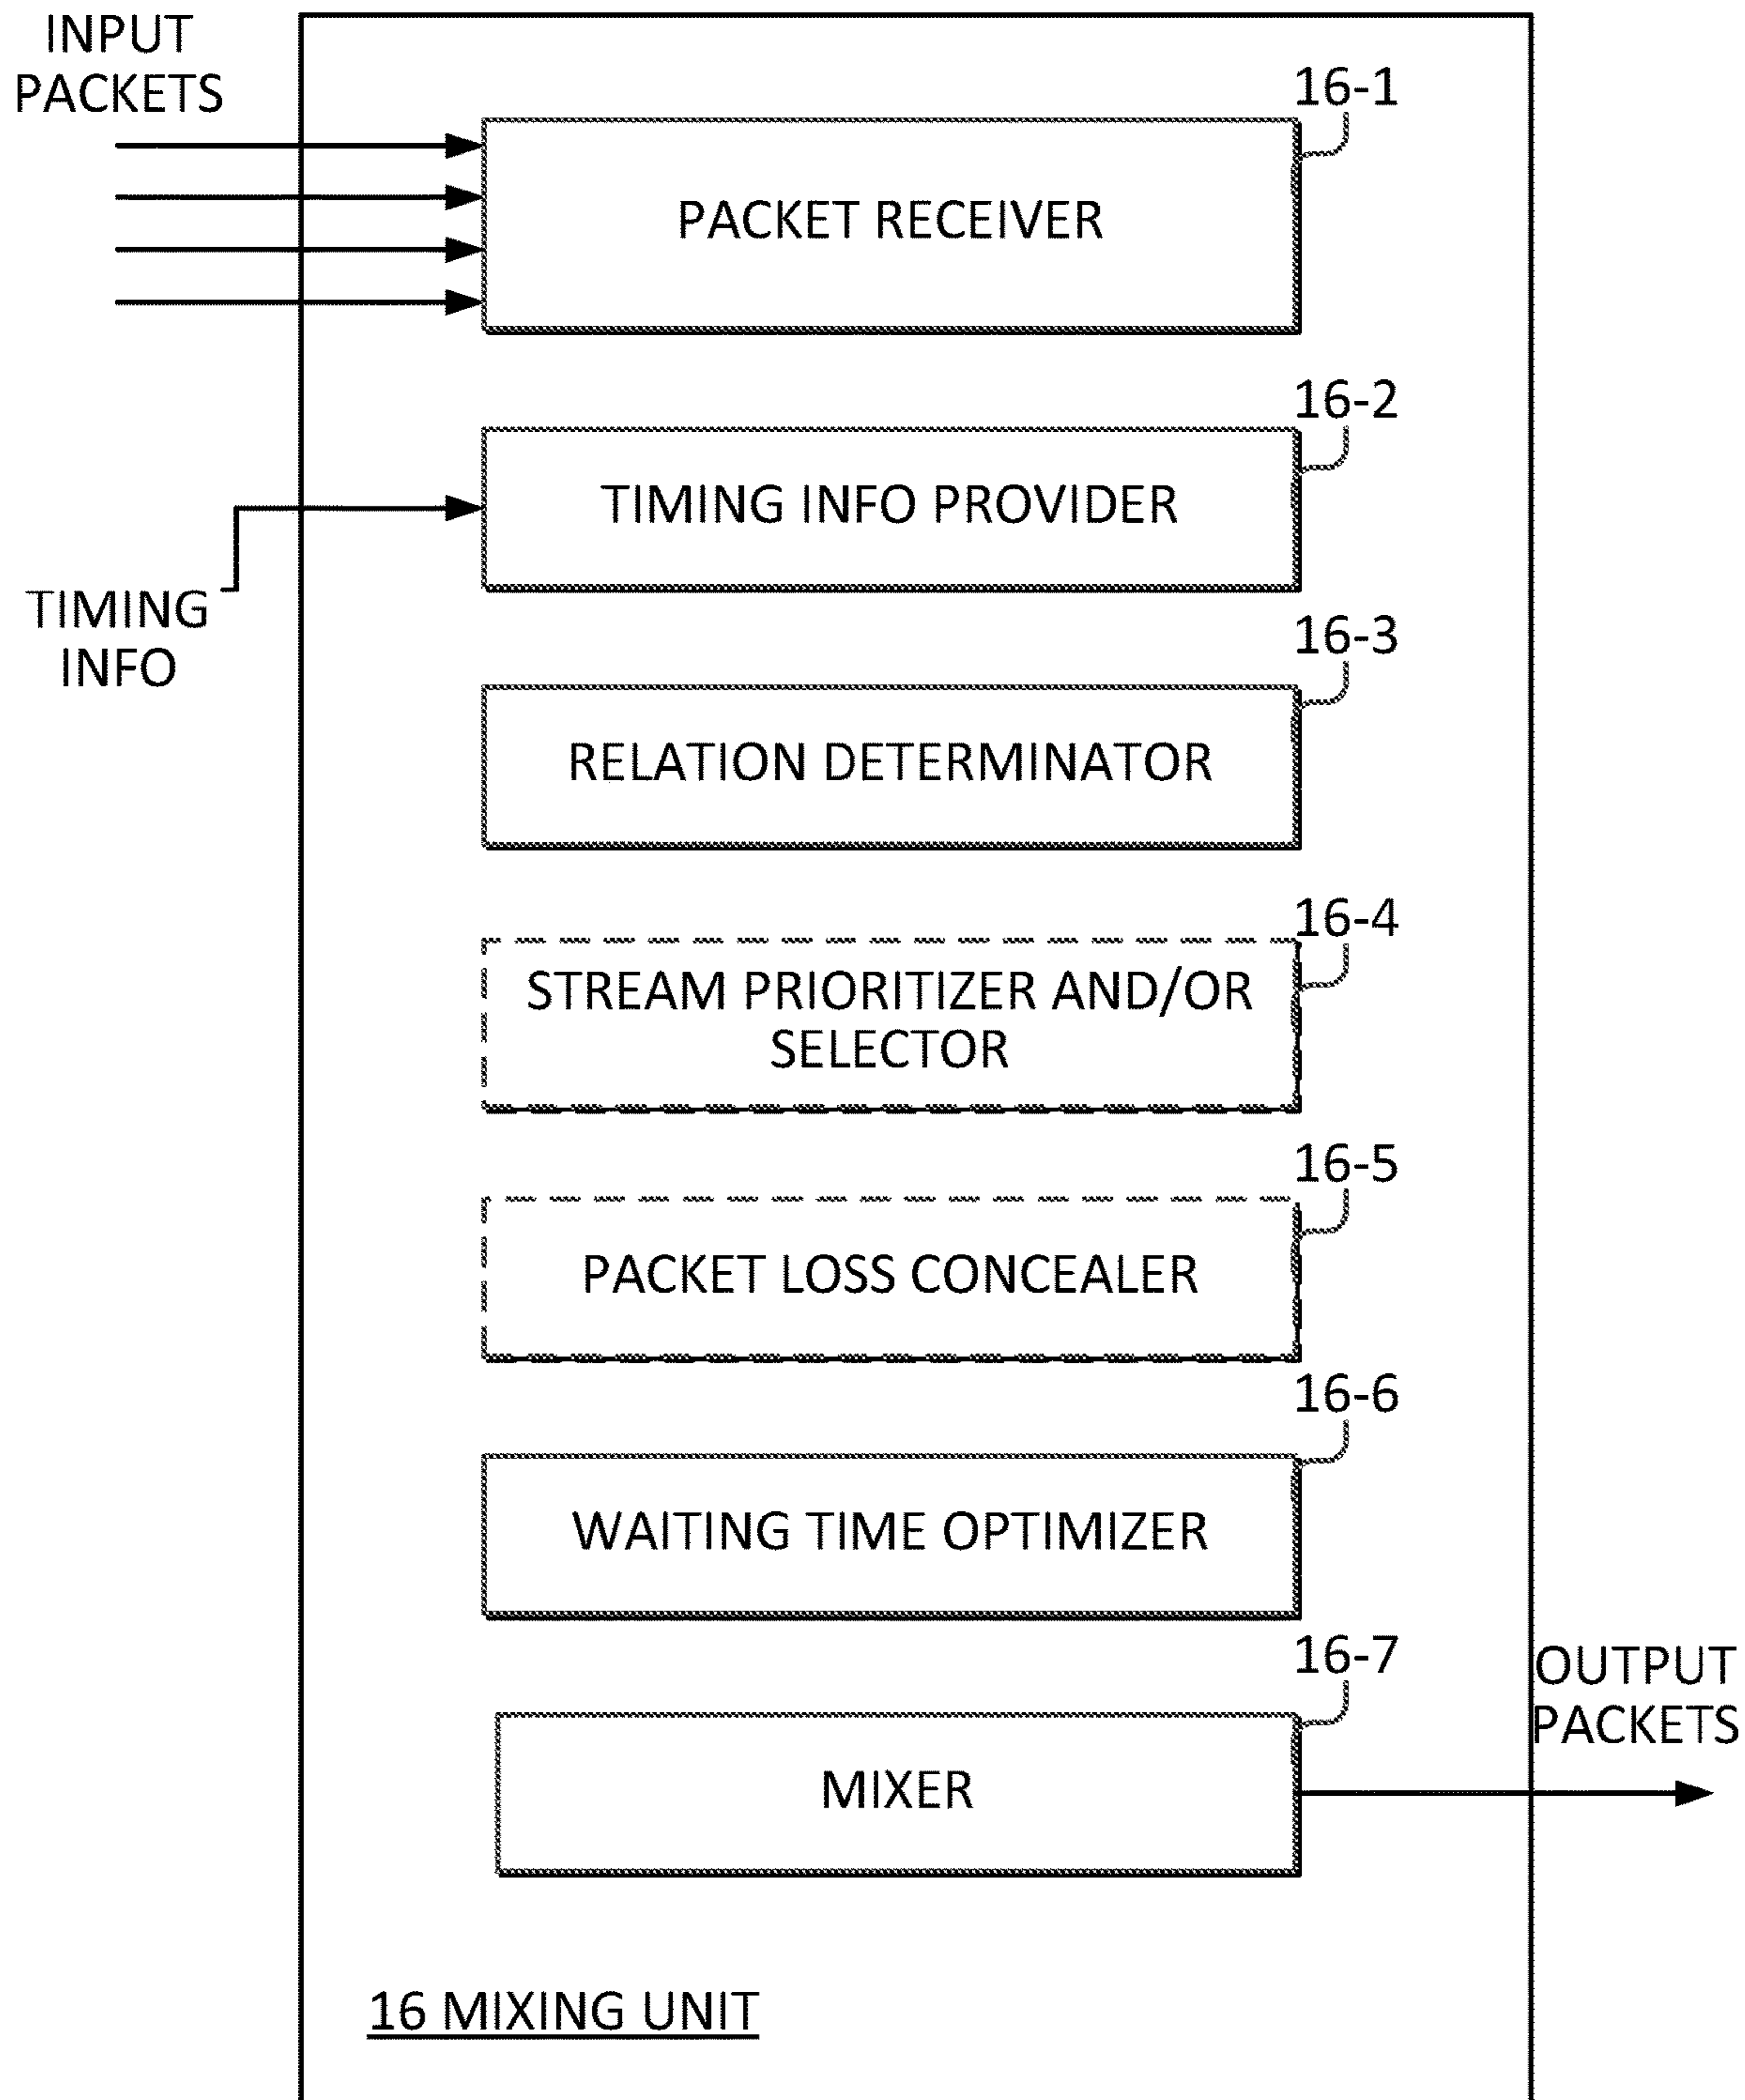 INPUT
PACKETS
16-1
PACKET RECEIVER
16-2
TIMING INFO PROVIDER
TIMING
INFO
16-3
RELATION DETERMINATOR
16-4
STREAM PRIORITIZER AND/OR
SELECTOR
16-5
PACKET LOSS CONCEALER
16-6
WAITING TIME OPTIMIZER
16-7
OUTPUT
PACKETS
MIXER
16 MIXING UNIT